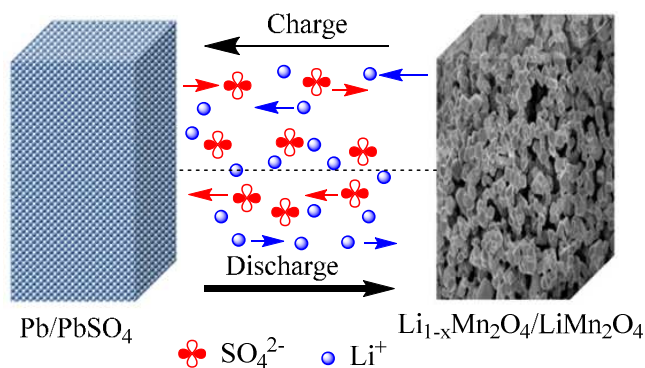 Charge
Discharge
Pb/PbSO₄
Li₁₋ₓMn₂O₄/LiMn₂O₄
SO₄²⁻ Li⁺